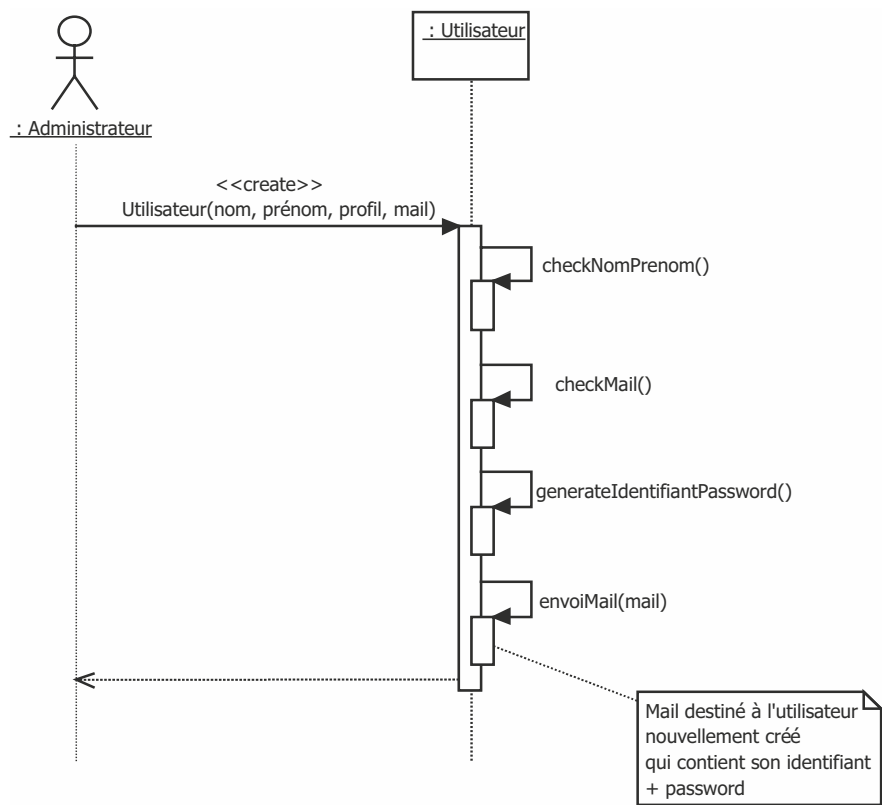 : Utilisateur
: Administrateur
<<create>>
Utilisateur(nom, prénom, profil, mail)
checkNomPrenom()
checkMail()
generateIdentifiantPassword()
envoiMail(mail)
Mail destiné à l'utilisateur
nouvellement créé
qui contient son identifiant
+ password